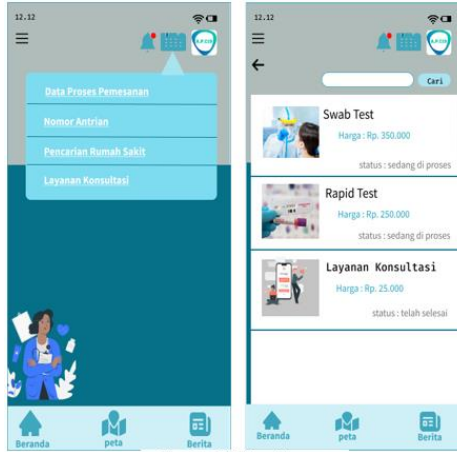 12.12
Data Proses Pemesanan
Nomor Antrian
Pencarian Rumah Sakit
Layanan Konsultasi
Beranda
peta
Berita
12.12
Cari
Swab Test
Harga : Rp. 350.000
status : sedang di proses
Rapid Test
Harga : Rp. 250.000
status : sedang di proses
Layanan Konsultasi
Harga : Rp. 25.000
status : telah selesai
Beranda
peta
Berita